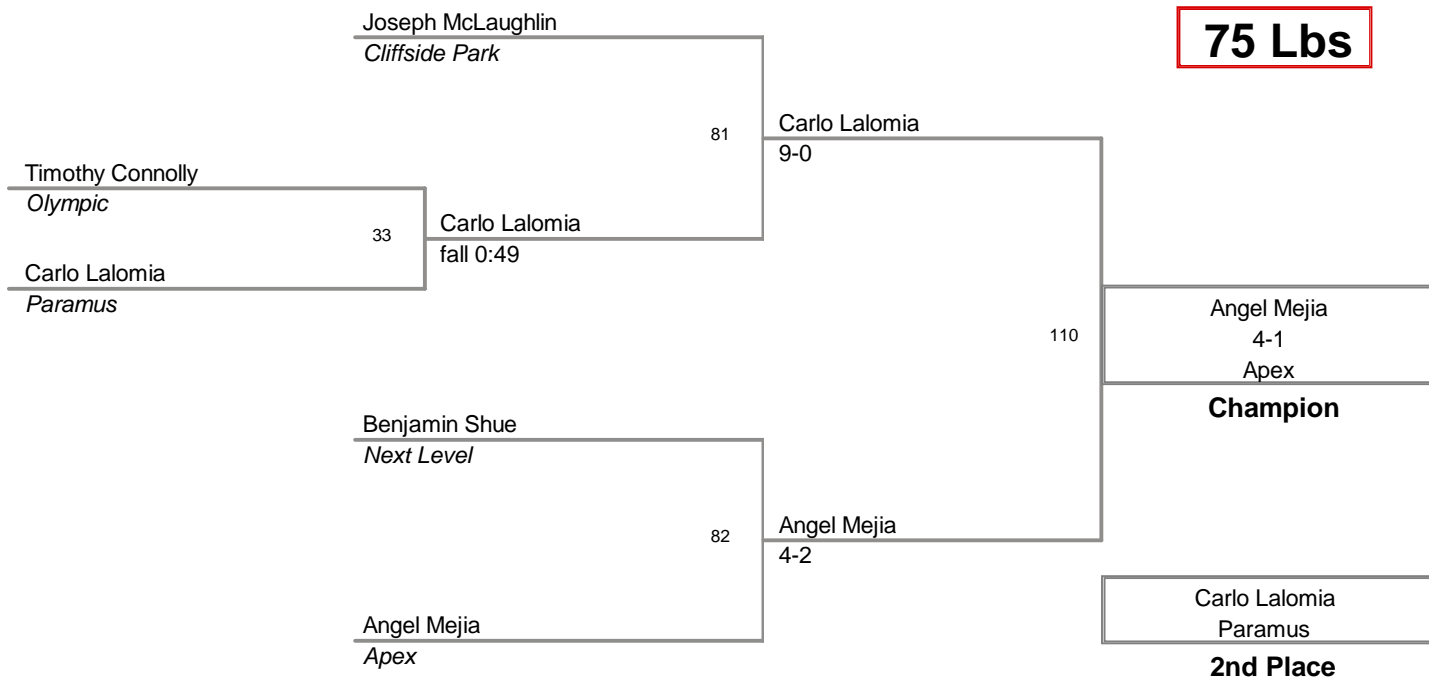 Joseph McLaughlin
Cliffside Park
75 Lbs
81
Carlo Lalomia
9-0
Timothy Connolly
Olympic
33
Carlo Lalomia
fall 0:49
Carlo Lalomia
Paramus
110
Angel Mejia
4-1
Apex
Champion
Benjamin Shue
Next Level
82
Angel Mejia
4-2
Angel Mejia
Apex
Carlo Lalomia
Paramus
2nd Place